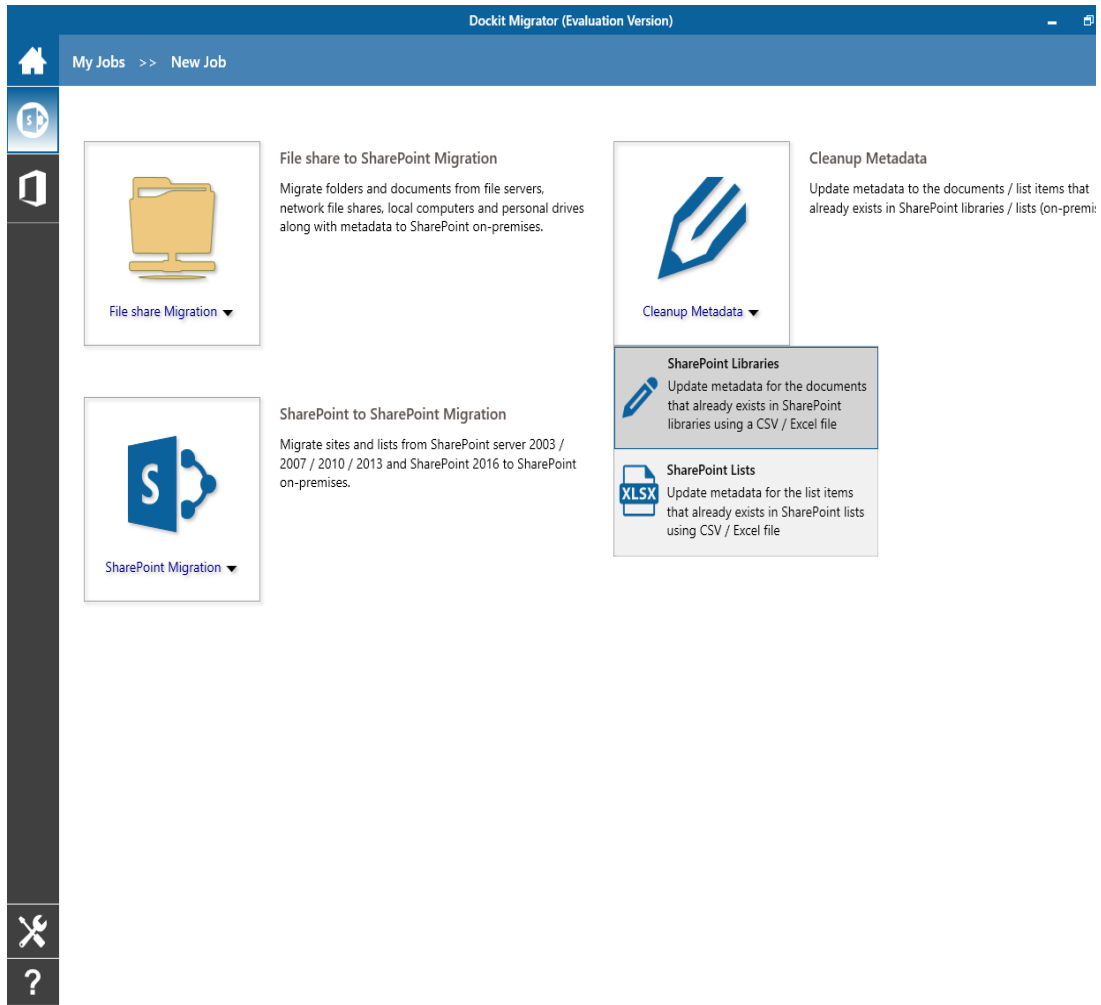 Dockit Migrator (Evaluation Version)
My Jobs >> New Job
File share to SharePoint Migration
Migrate folders and documents from file servers,
network file shares, local computers and personal drives
along with metadata to SharePoint on-premises.
File share Migration
Cleanup Metadata
Update metadata to the documents / list items that
already exists in SharePoint libraries / lists (on-premis
Cleanup Metadata
SharePoint Libraries
Update metadata for the documents
that already exists in SharePoint
libraries using a CSV / Excel file
XLSX
SharePoint Lists
Update metadata for the list items
that already exists in SharePoint lists
using CSV / Excel file
S
SharePoint to SharePoint Migration
Migrate sites and lists from SharePoint server 2003 /
2007 / 2010 / 2013 and SharePoint 2016 to SharePoint
on-premises.
S
SharePoint Migration
?